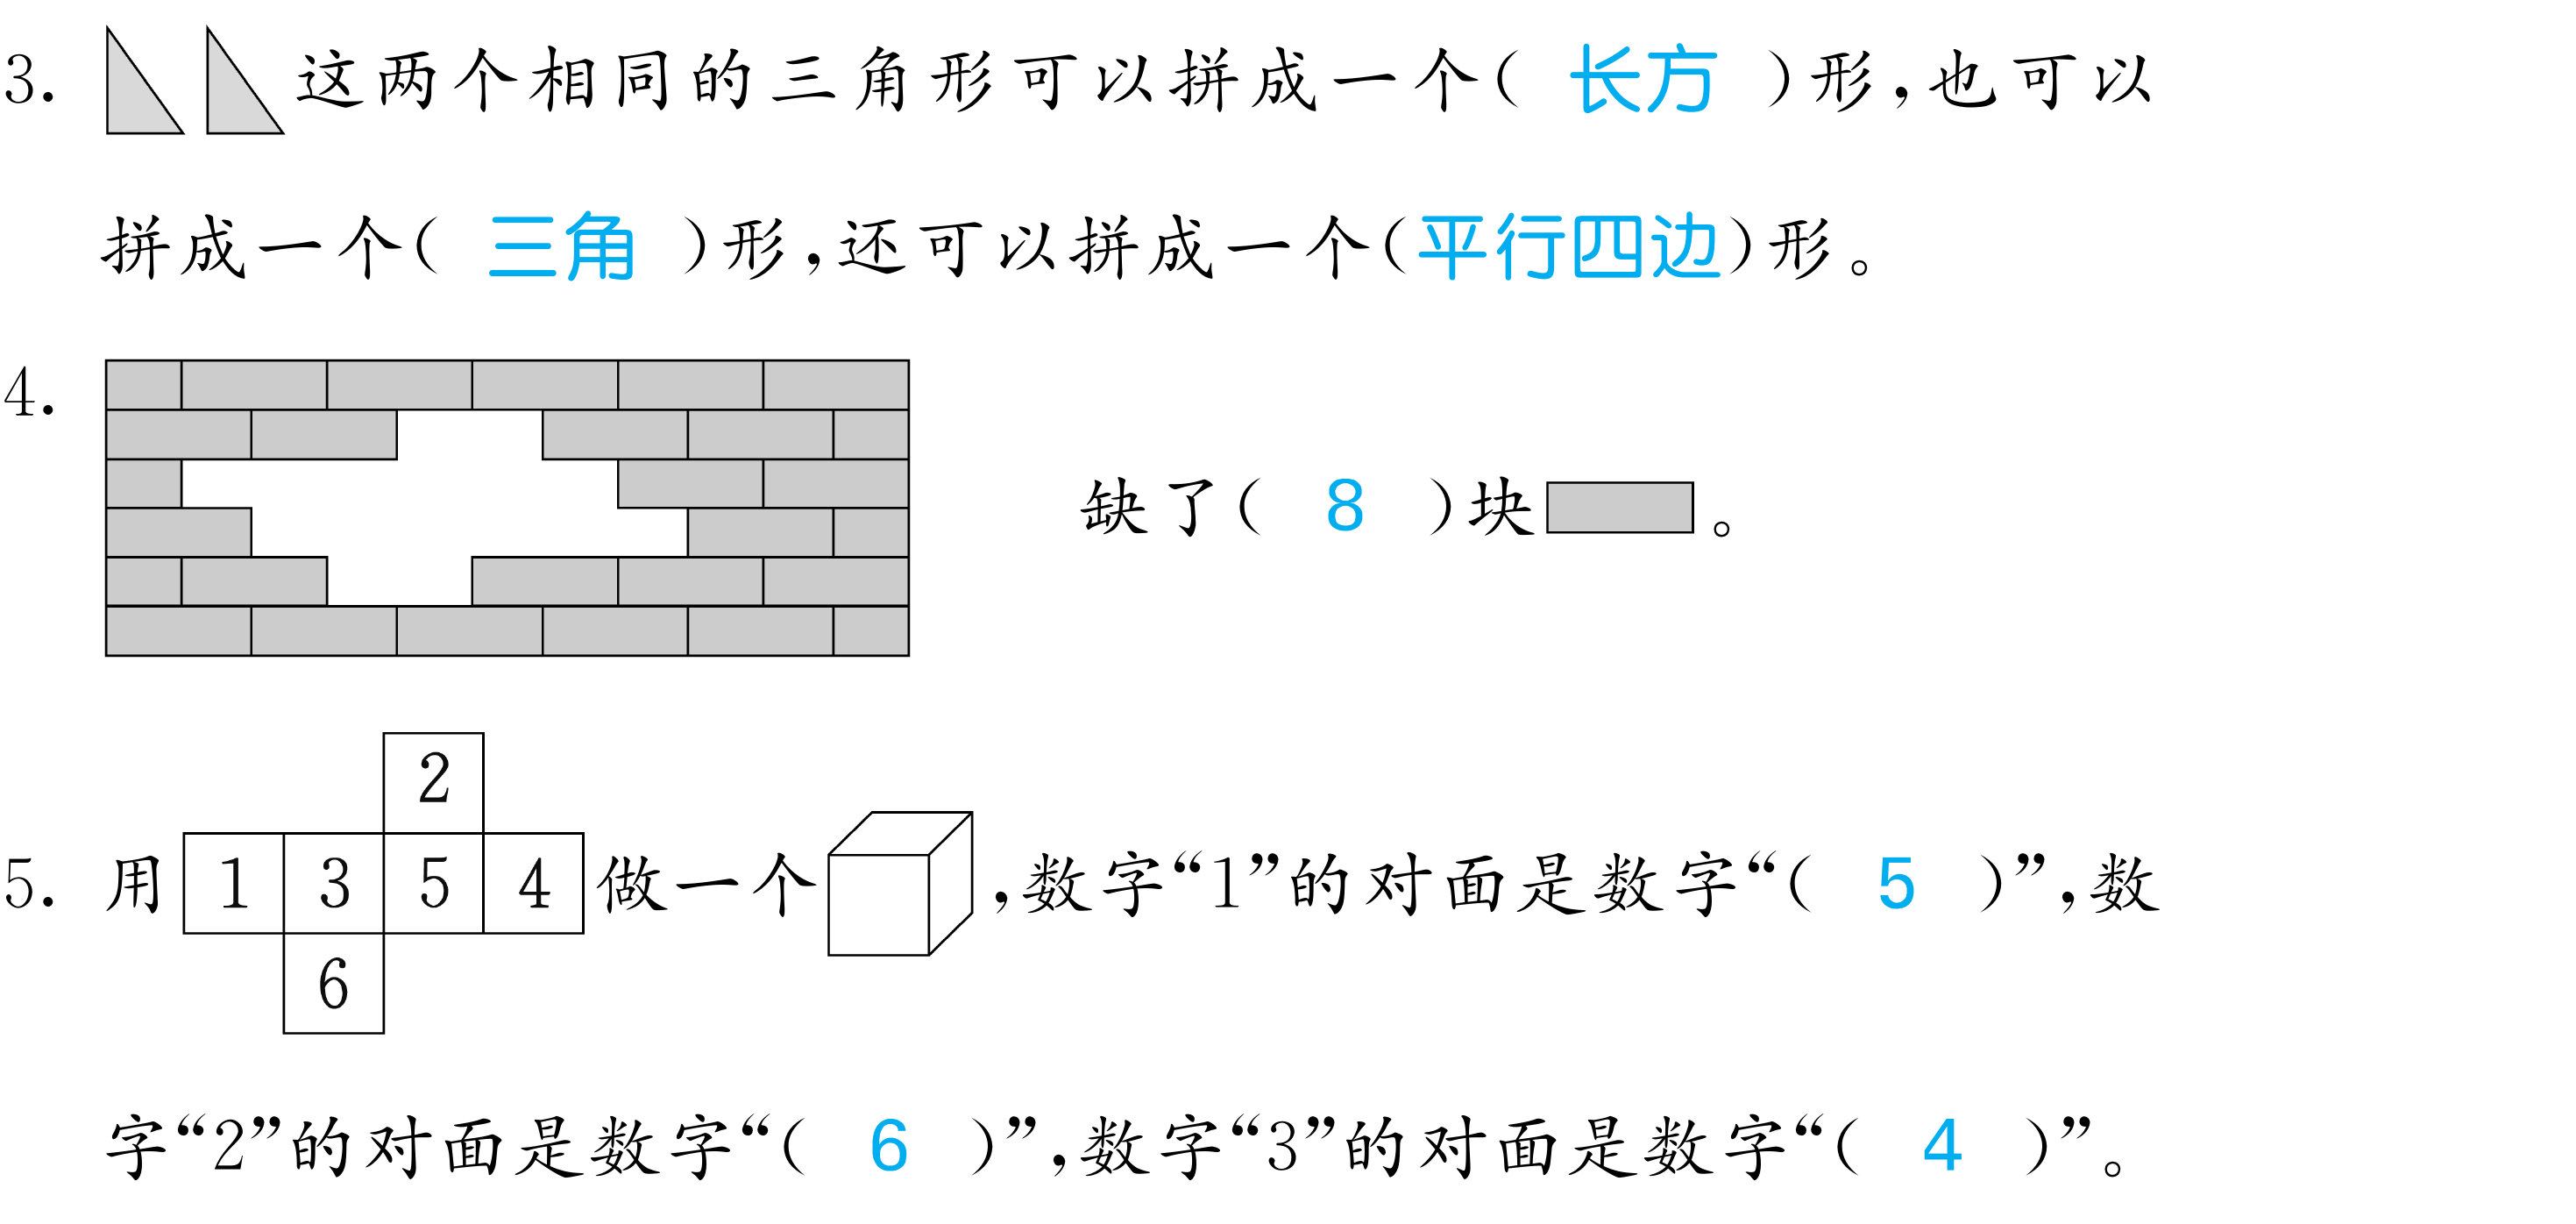 3. 这两个相同的三角形可以拼成一个( 长方 )形,也可以
拼成一个( 三角 )形,还可以拼成一个(平行四边)形。
4. 缺了( 8 )块。
2
5. 用 1 3 5 4 做一个,数字“1”的对面是数字“( 5 )”,数
6
字“2”的对面是数字“( 6 )”,数字“3”的对面是数字“( 4 )”。